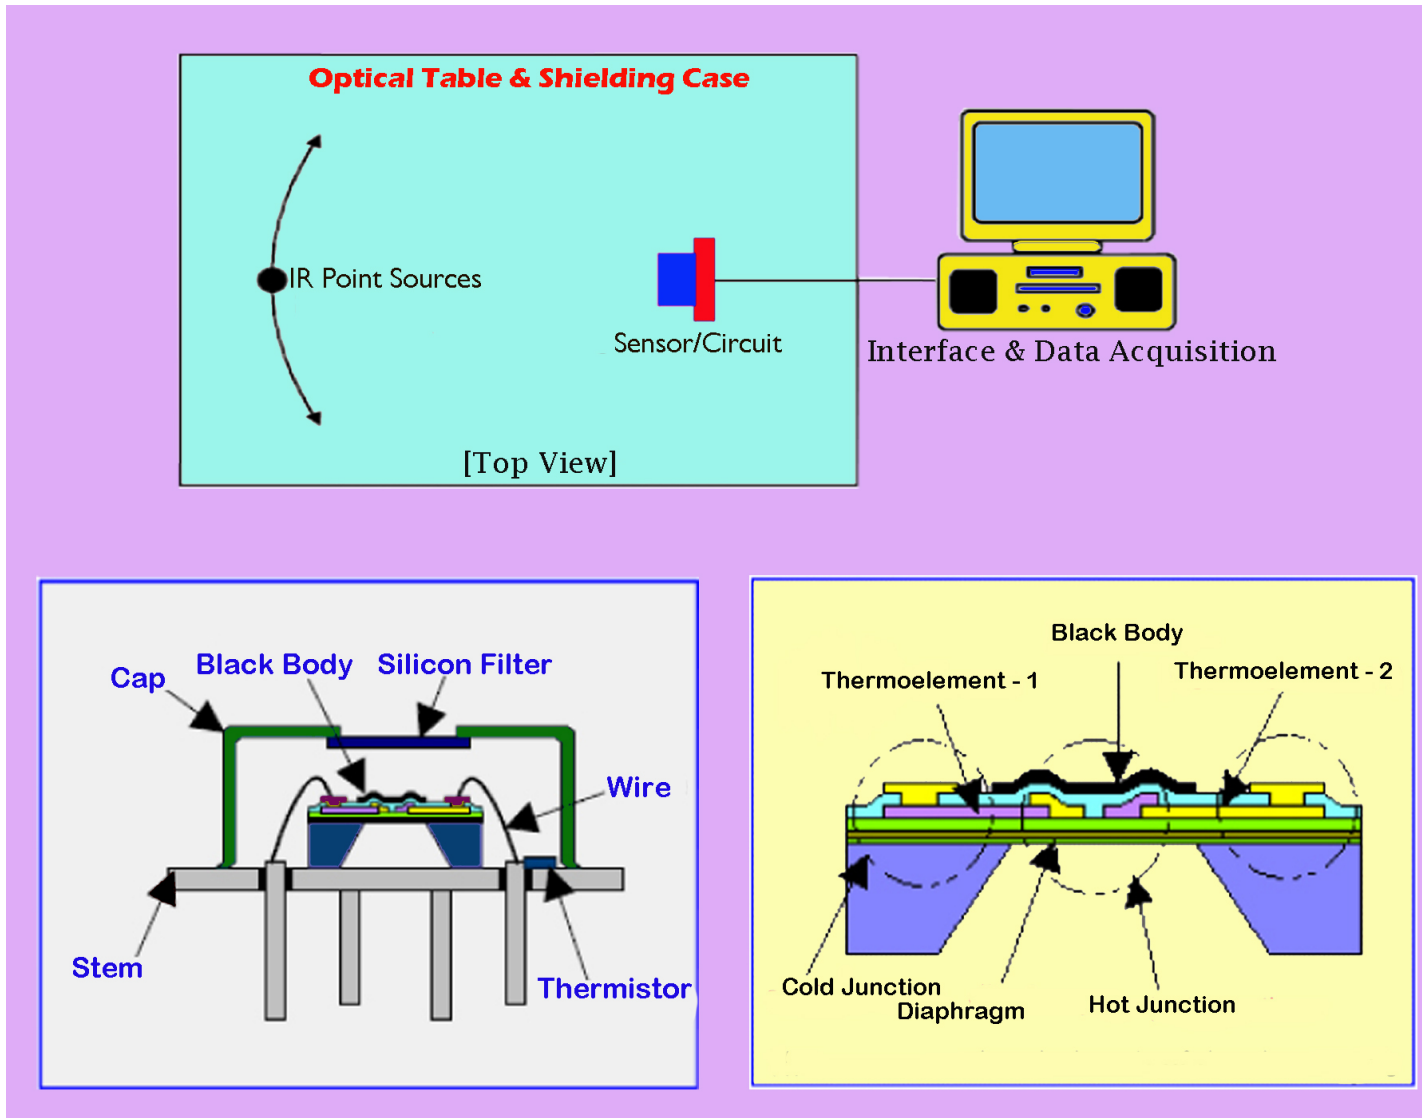 Optical Table & Shielding Case
IR Point Sources
Sensor/Circuit
Interface & Data Acquisition
[Top View]
Cap
Black Body
Silicon Filter
Wire
Stem
Thermistor
Black Body
Thermoelement - 1
Thermoelement - 2
Cold Junction
Diaphragm
Hot Junction